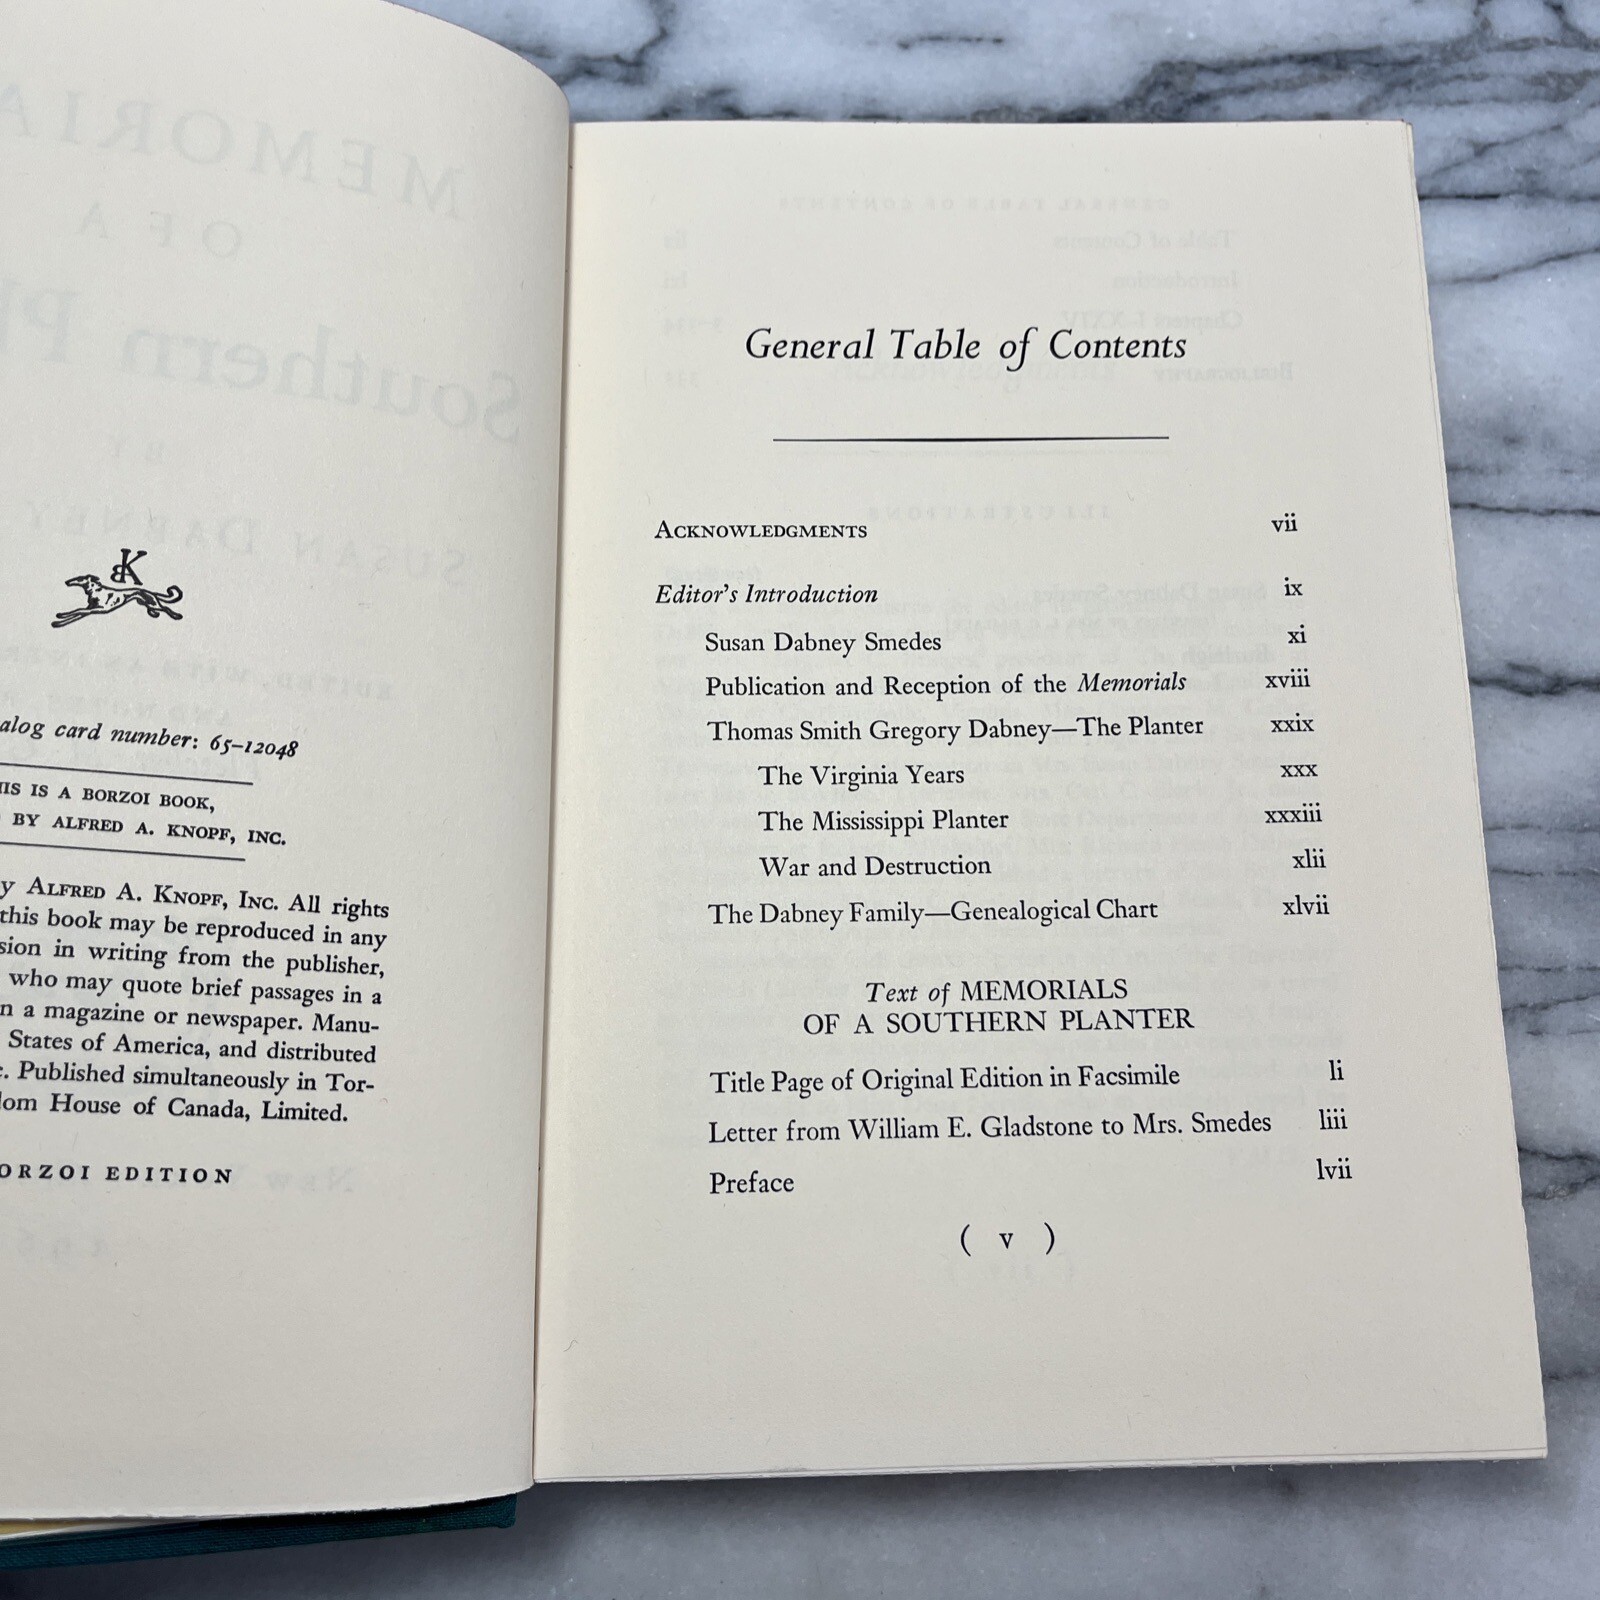 BK
alog card number: 65-12048
IS IS A BORZOI BOOK,
BY ALFRED A. KNOPF, INC.
y ALFRED A. KNOPF, INC. All rights
this book may be reproduced in any
sion in writing from the publisher,
who may quote brief passages in a
n a magazine or newspaper. Manu-
States of America, and distributed
. Published simultaneously in Tor-
dom House of Canada, Limited.
ORZOI EDITION
General Table of Contents
ACKNOWLEDGMENTS vii
Editor's Introduction ix
Susan Dabney Smedes xi
Publication and Reception of the Memorials xviii
Thomas Smith Gregory Dabney—The Planter xxix
The Virginia Years xxx
The Mississippi Planter xxxiii
War and Destruction xlii
The Dabney Family—Genealogical Chart xlvii
Text of MEMORIALS
OF A SOUTHERN PLANTER
Title Page of Original Edition in Facsimile li
Letter from William E. Gladstone to Mrs. Smedes liii
Preface lvii
( v )